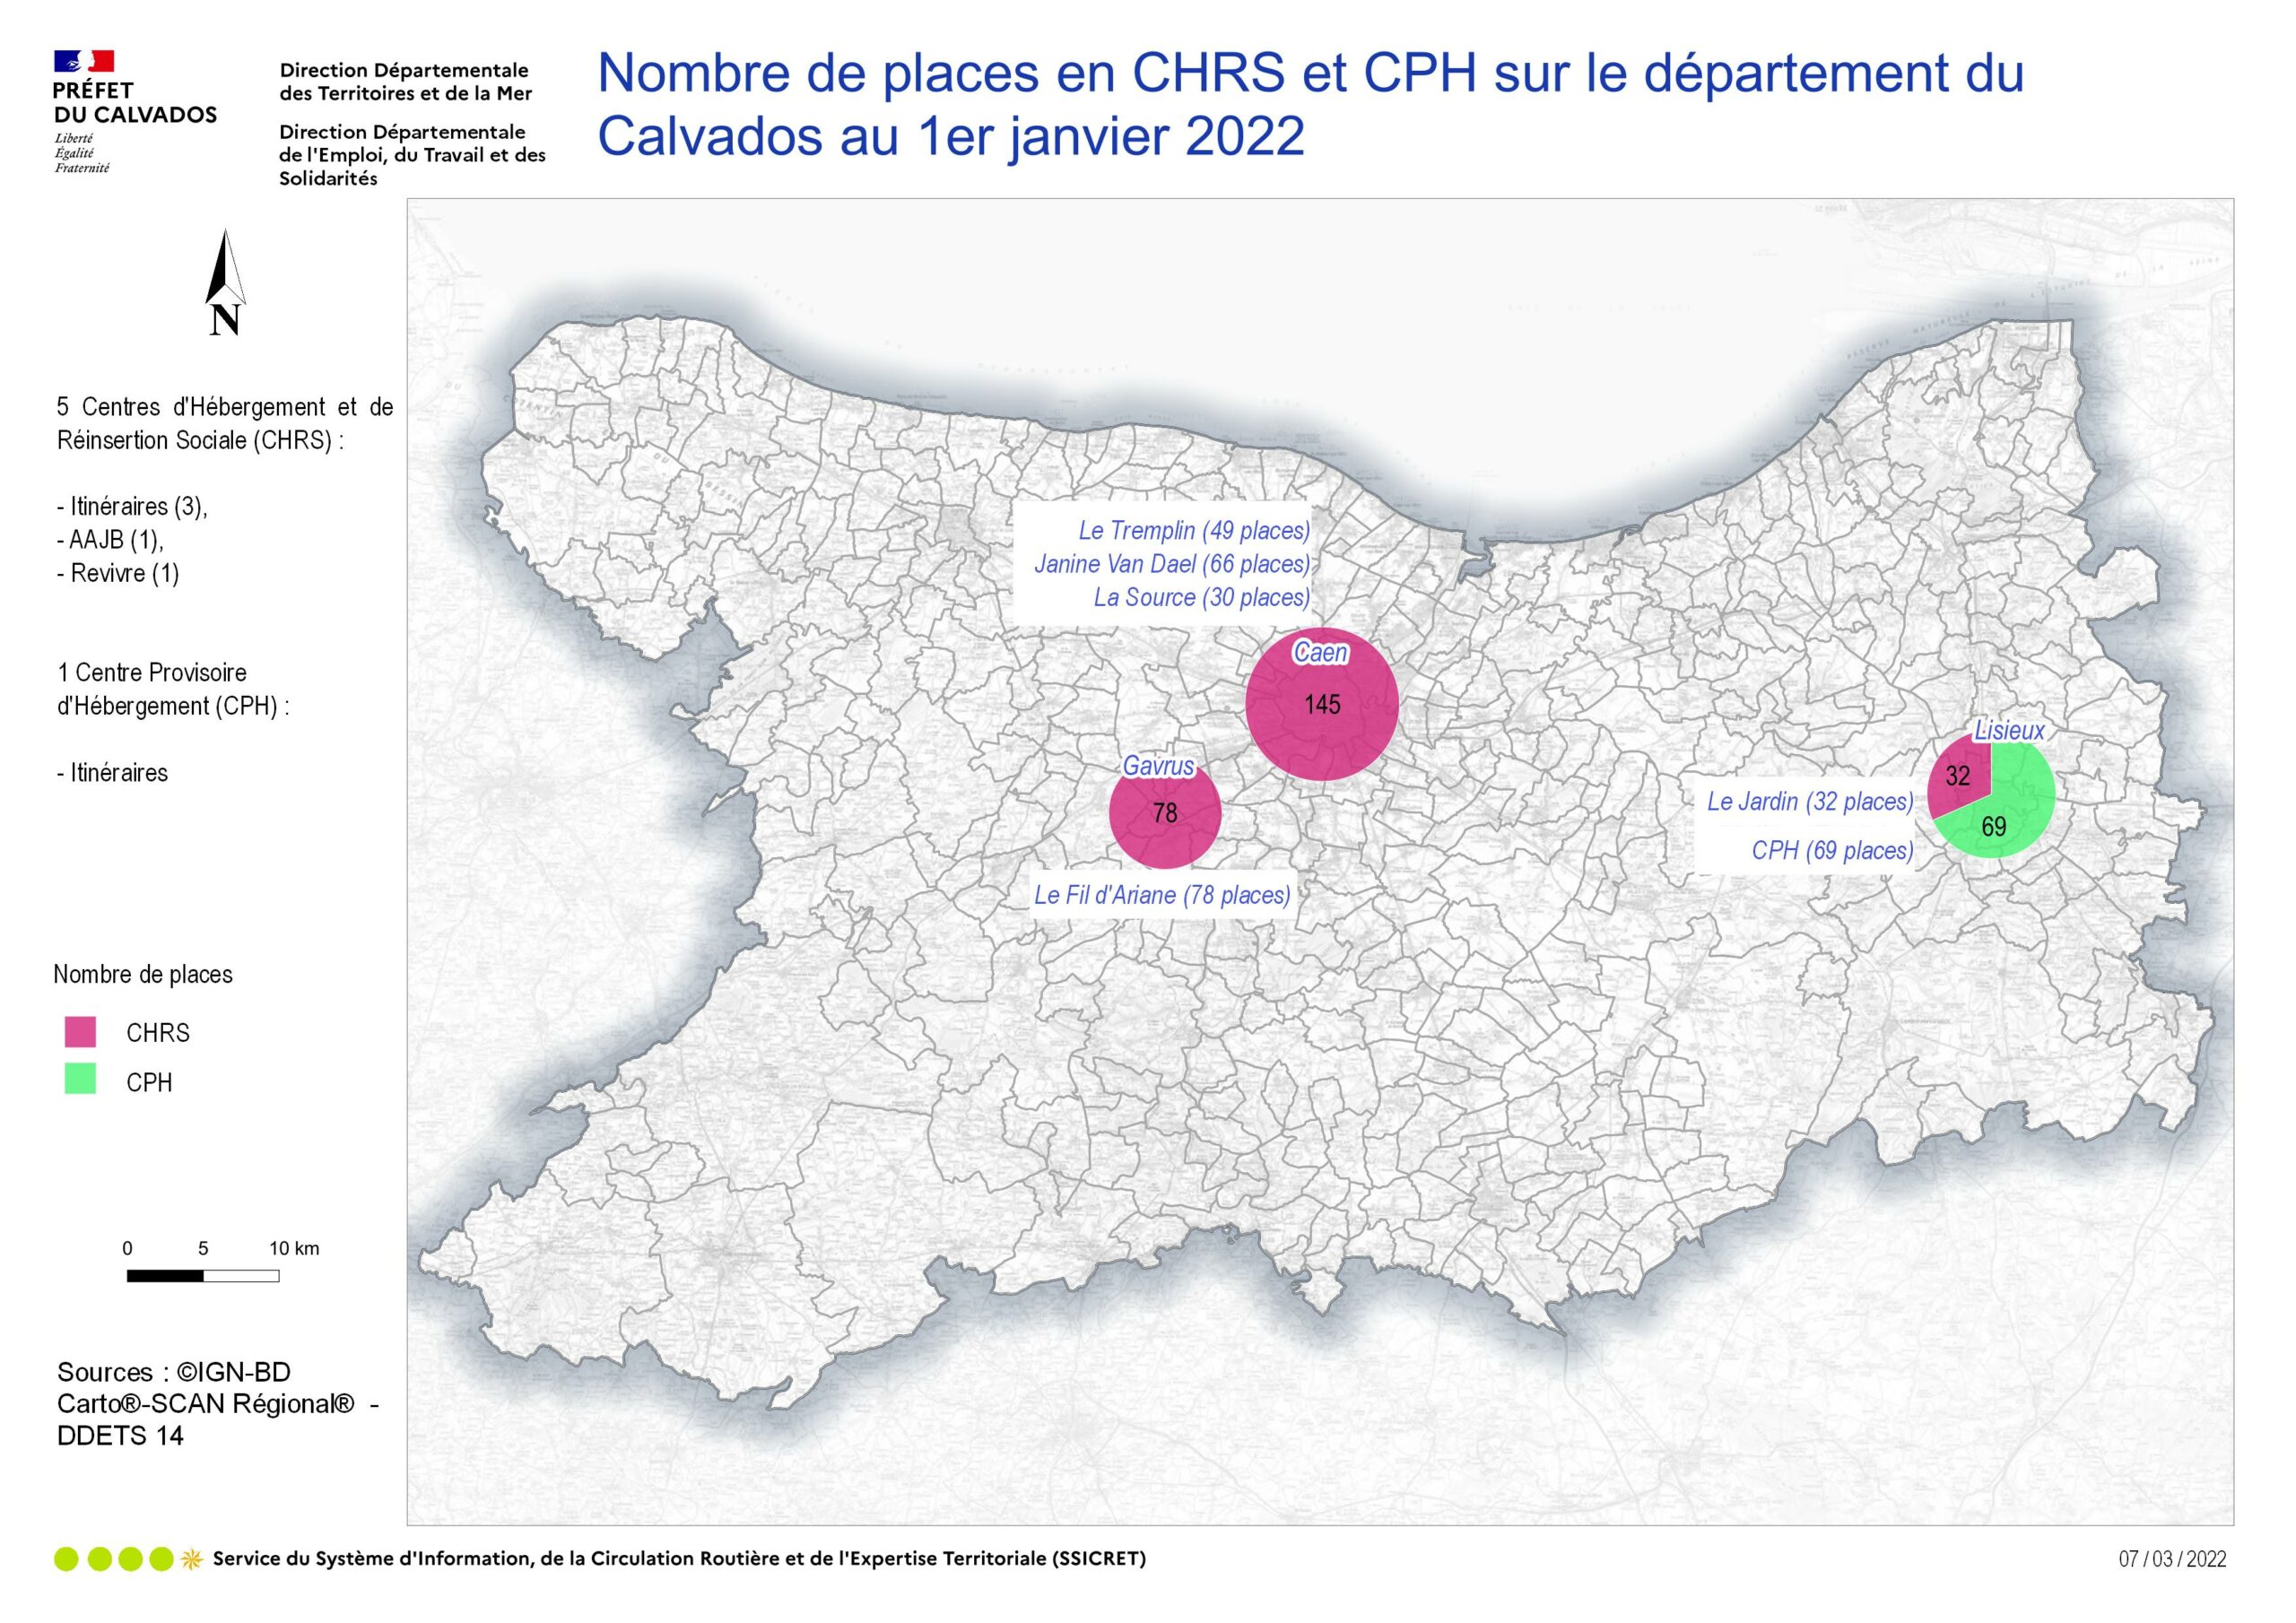 PRÉFET
DU CALVADOS
Liberté
Égalité
Fraternité
Direction Départementale
des Territoires et de la Mer
Direction Départementale
de l'Emploi, du Travail et des
Solidarités
Nombre de places en CHRS et CPH sur le département du
Calvados au 1er janvier 2022
N
5 Centres d'Hébergement et de
Réinsertion Sociale (CHRS) :
- Itinéraires (3),
- AAJB (1),
- Revivre (1)
1 Centre Provisoire
d'Hébergement (CPH) :
- Itinéraires
Nombre de places
CHRS
CPH
0 5 10 km
Sources : ©IGN-BD
Carto®-SCAN Régional® -
DDETS 14
Le Tremplin (49 places)
Janine Van Dael (66 places)
La Source (30 places)
Caen
145
Gavrus
78
Le Fil d'Ariane (78 places)
Lisieux
32
69
Le Jardin (32 places)
CPH (69 places)
Service du Système d'Information, de la Circulation Routière et de l'Expertise Territoriale (SSICRET)
07 / 03 / 2022